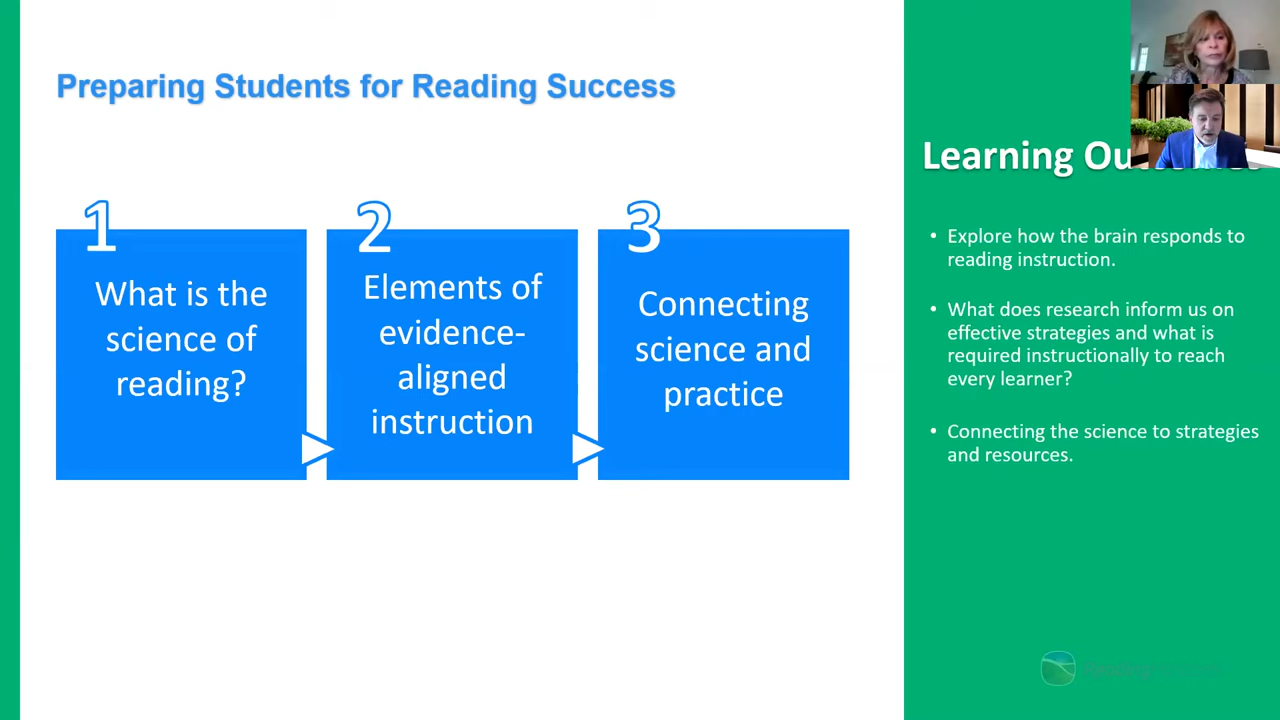 Preparing Students for Reading Success
1
What is the
science of
reading?
2
Elements of
evidence-
aligned
instruction
3
Connecting
science and
practice
Learning
• Explore how the brain responds to
reading instruction.
• What does research inform us on
effective strategies and what is
required instructionally to reach
every learner?
• Connecting the science to strategies
and resources.
Reading